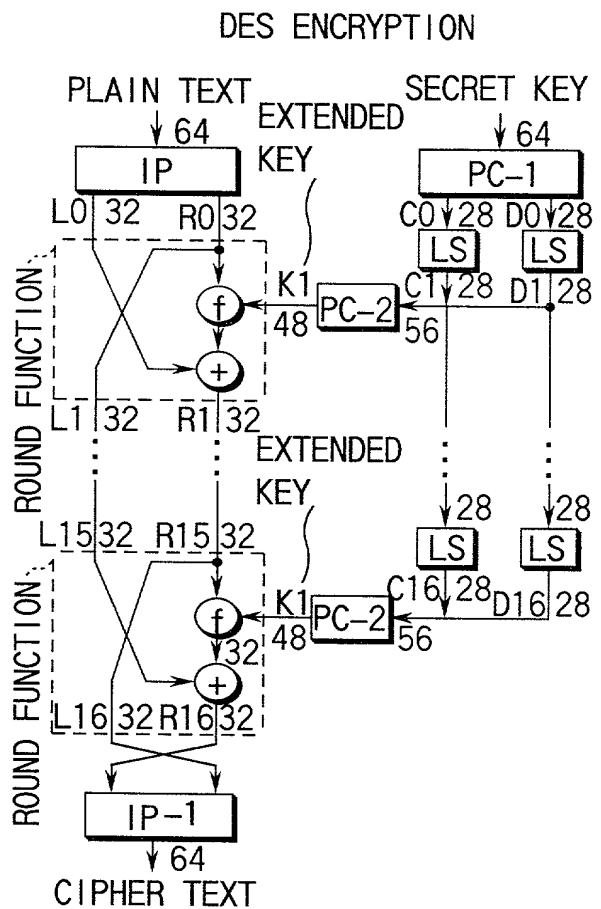 DES ENCRYPTION
PLAIN TEXT
SECRET KEY
64
EXTENDED
KEY
64
IP
PC-1
L0 32
R0 32
C0 28
D0 28
LS
LS
ROUND FUNCTION
K1
48
PC-2
56
C1 28
D1 28
f
+
L1 32
R1 32
EXTENDED
KEY
28
28
L15 32
R15 32
LS
LS
ROUND FUNCTION
K1
48
PC-2
56
C16 28
D16 28
f
32
+
L16 32
R16 32
IP-1
64
CIPHER TEXT